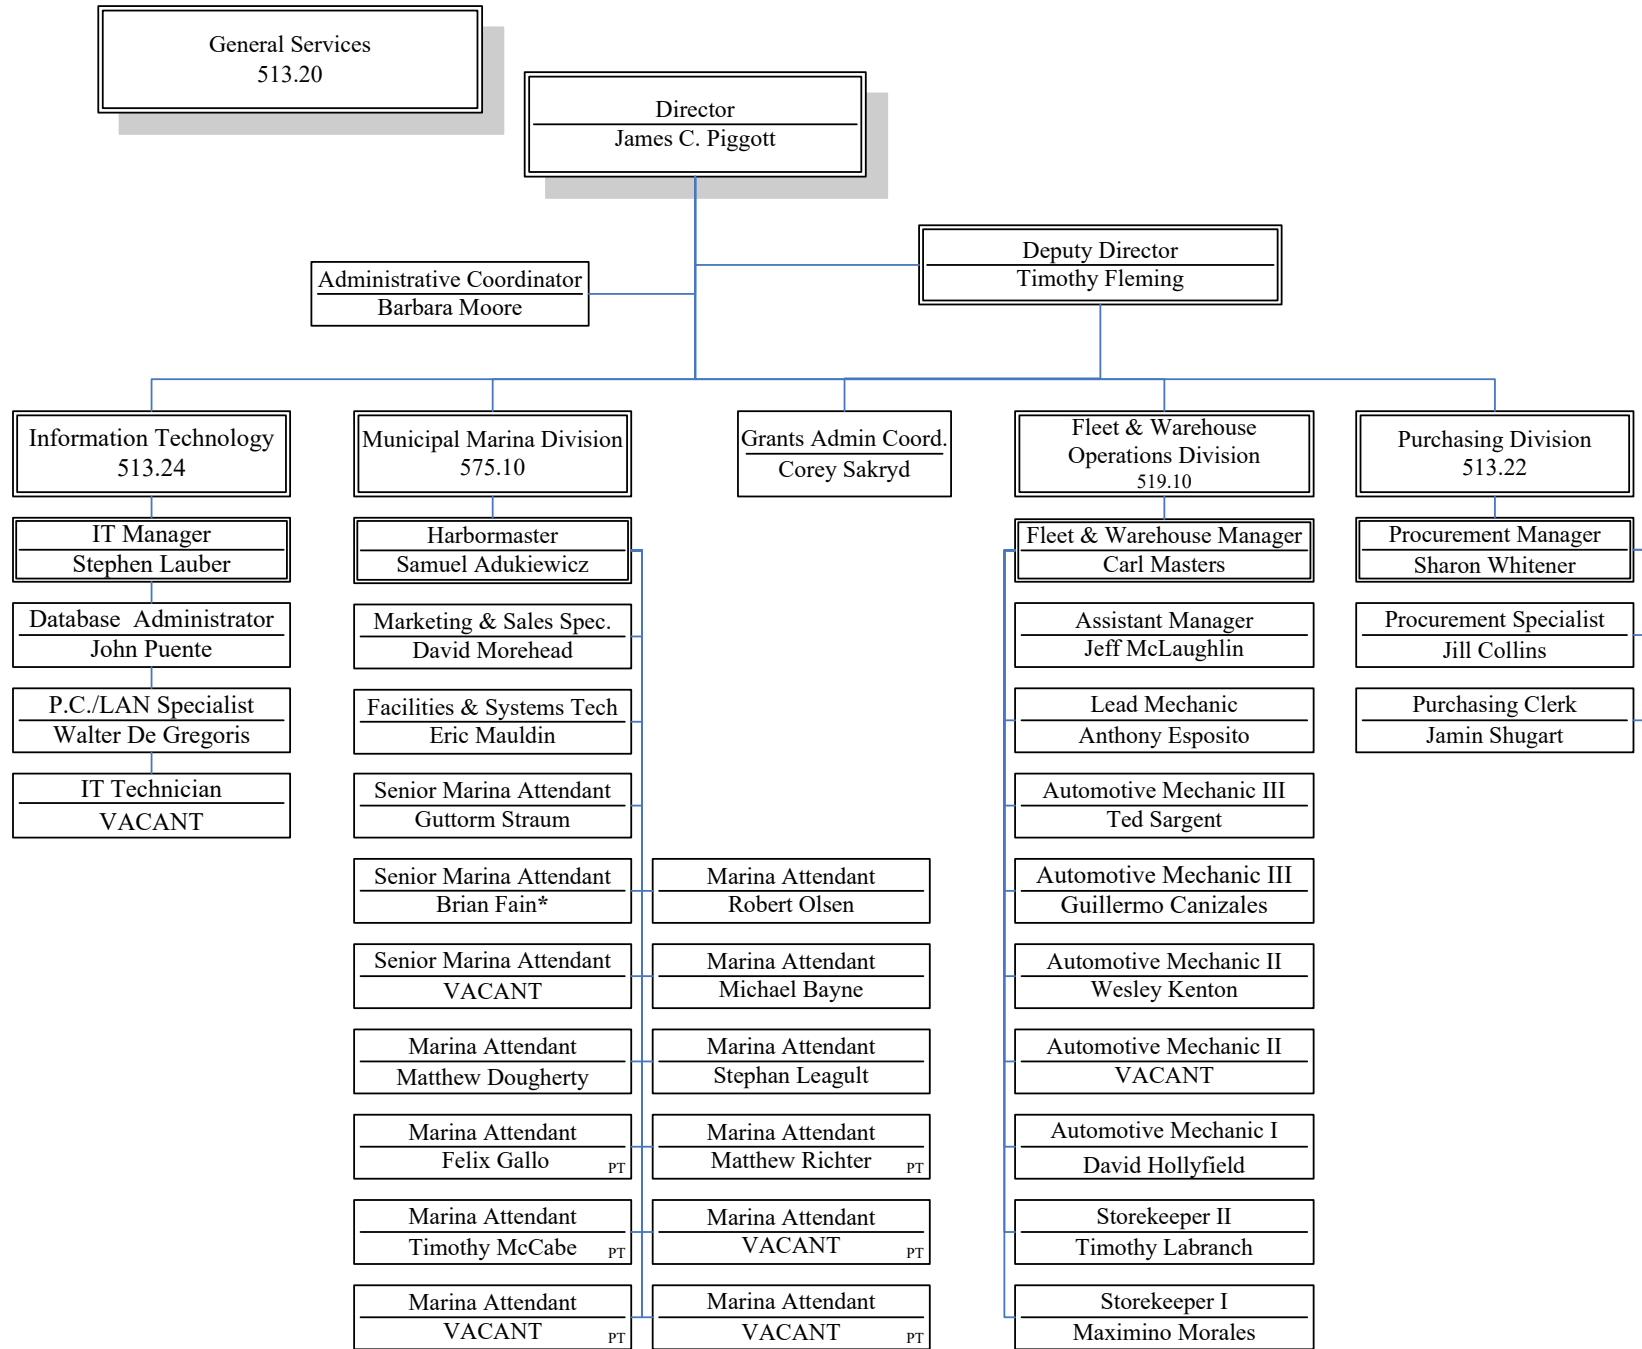 General Services
513.20
Director
James C. Piggott
Deputy Director
Timothy Fleming
Administrative Coordinator
Barbara Moore
Information Technology
513.24
IT Manager
Stephen Lauber
Database  Administrator
John Puente
P.C./LAN Specialist
Walter De Gregoris
IT Technician
VACANT
Municipal Marina Division
575.10
Harbormaster
Samuel Adukiewicz
Marketing & Sales Spec.
David Morehead
Facilities & Systems Tech
Eric Mauldin
Senior Marina Attendant
Guttorm Straum
Senior Marina Attendant
Brian Fain*
Senior Marina Attendant
VACANT
Marina Attendant
Matthew Dougherty
Marina Attendant
Felix Gallo PT
Marina Attendant
Timothy McCabe PT
Marina Attendant
VACANT PT
Marina Attendant
Robert Olsen
Marina Attendant
Michael Bayne
Marina Attendant
Stephan Leagult
Marina Attendant
Matthew Richter PT
Marina Attendant
VACANT PT
Marina Attendant
VACANT PT
Grants Admin Coord.
Corey Sakryd
Fleet & Warehouse
Operations Division
519.10
Fleet & Warehouse Manager
Carl Masters
Assistant Manager
Jeff McLaughlin
Lead Mechanic
Anthony Esposito
Automotive Mechanic III
Ted Sargent
Automotive Mechanic III
Guillermo Canizales
Automotive Mechanic II
Wesley Kenton
Automotive Mechanic II
VACANT
Automotive Mechanic I
David Hollyfield
Storekeeper II
Timothy Labranch
Storekeeper I
Maximino Morales
Purchasing Division
513.22
Procurement Manager
Sharon Whitener
Procurement Specialist
Jill Collins
Purchasing Clerk
Jamin Shugart